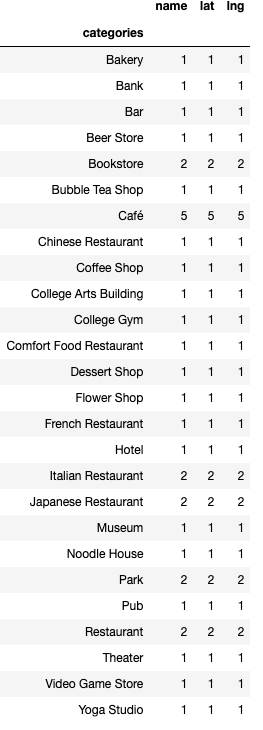 name lat lng
categories
Bakery 1 1 1
Bank 1 1 1
Bar 1 1 1
Beer Store 1 1 1
Bookstore 2 2 2
Bubble Tea Shop 1 1 1
Café 5 5 5
Chinese Restaurant 1 1 1
Coffee Shop 1 1 1
College Arts Building 1 1 1
College Gym 1 1 1
Comfort Food Restaurant 1 1 1
Dessert Shop 1 1 1
Flower Shop 1 1 1
French Restaurant 1 1 1
Hotel 1 1 1
Italian Restaurant 2 2 2
Japanese Restaurant 2 2 2
Museum 1 1 1
Noodle House 1 1 1
Park 2 2 2
Pub 1 1 1
Restaurant 2 2 2
Theater 1 1 1
Video Game Store 1 1 1
Yoga Studio 1 1 1